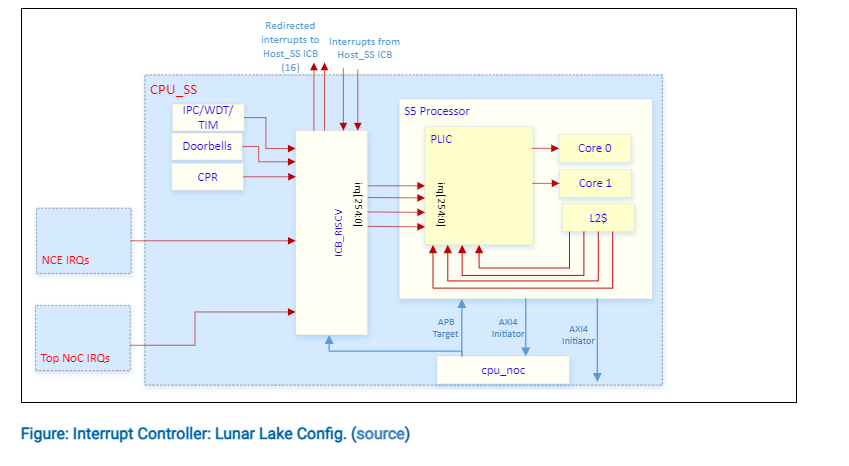 Redirected
interrupts to
Host_SS ICB
(16)
Interrupts from
Host_SS ICB
CPU_SS
IPC/WDT/
TIM
Doorbells
CPR
S5 Processor
PLIC
Core 0
Core 1
L2$
irq[254:0]
irq[254:0]
ICB_RISCV
NCE IRQs
Top NoC IRQs
APB
Target
AXI4
Initiator
AXI4
Initiator
cpu_noc
Figure: Interrupt Controller: Lunar Lake Config. (source)